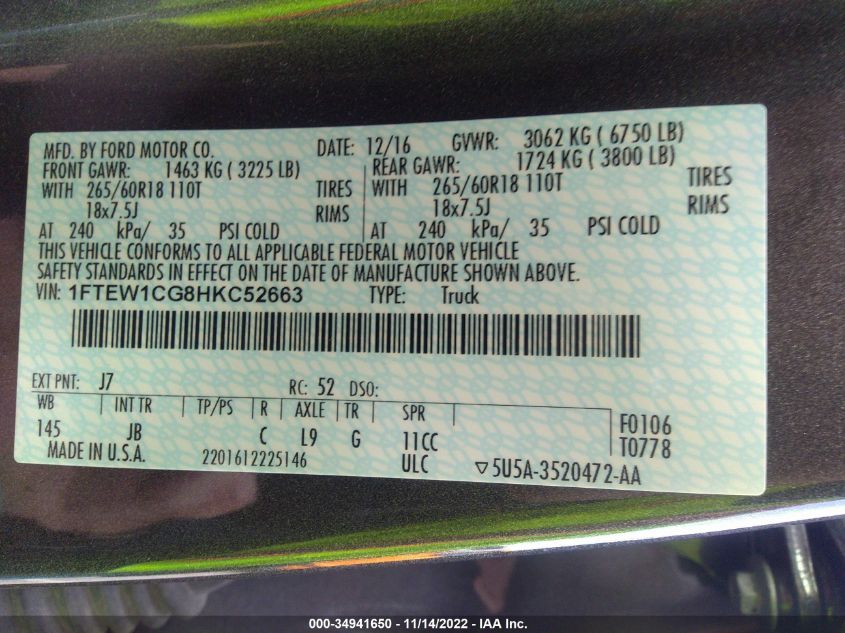 MFD. BY FORD MOTOR CO. DATE: 12/16 GVWR: 3062 KG ( 6750 LB)
FRONT GAWR: 1463 KG ( 3225 LB) REAR GAWR: 1724 KG ( 3800 LB)
WITH 265/60R18 110T TIRES WITH 265/60R18 110T TIRES
18x7.5J RIMS 18x7.5J RIMS
AT 240 kPa/ 35 PSI COLD AT 240 kPa/ 35 PSI COLD
THIS VEHICLE CONFORMS TO ALL APPLICABLE FEDERAL MOTOR VEHICLE
SAFETY STANDARDS IN EFFECT ON THE DATE OF MANUFACTURE SHOWN ABOVE.
VIN: 1FTEW1CG8HKC52663 TYPE: Truck
EXT PNT: J7 RC: 52 DSO:
WB INT TR TP/PS R AXLE TR SPR
145 JB C L9 G 11CC F0106
MADE IN U.S.A. 2201612225146 ULC T0778
▽5U5A-3520472-AA
000-34941650 - 11/14/2022 - IAA Inc.